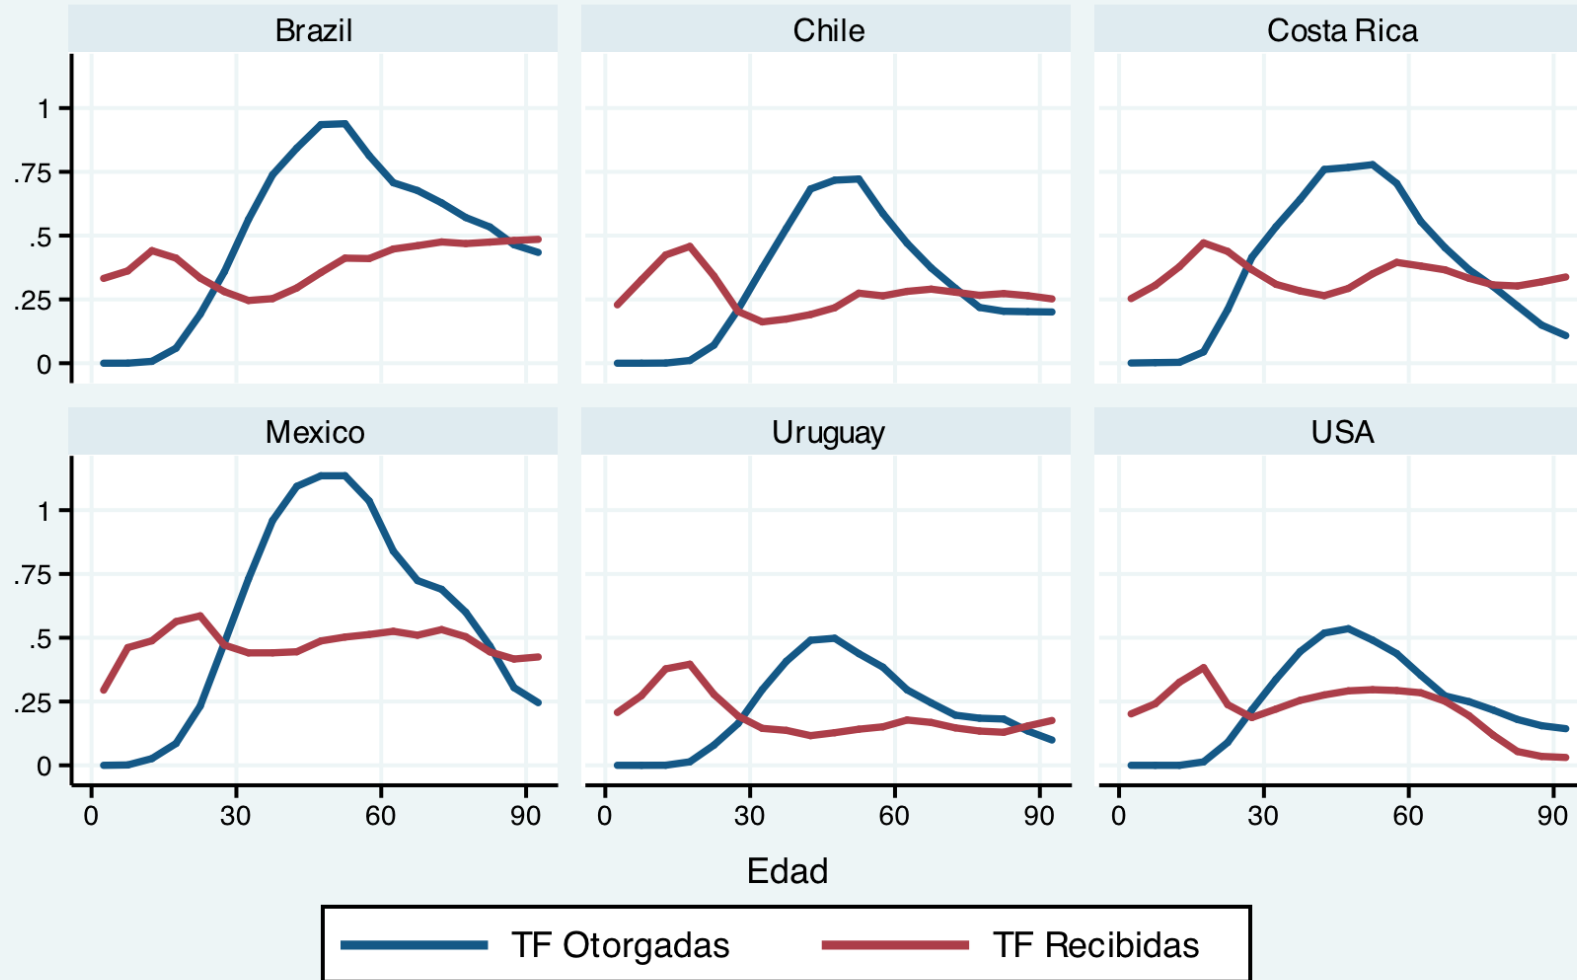 Brazil Chile Costa Rica
1
.75
.5
.25
0
Mexico Uruguay USA
1
.75
.5
.25
0
0 30 60 90 0 30 60 90 0 30 60 90
Edad
TF Otorgadas TF Recibidas